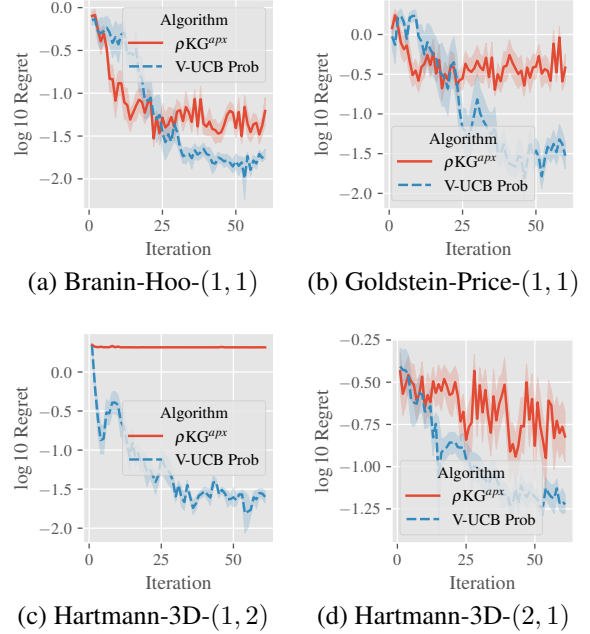 0.0
−0.5
−1.0
−1.5
−2.0
log 10 Regret
Algorithm
ρKG^apx
V-UCB Prob
0
25
50
Iteration
(a) Branin-Hoo-(1, 1)
0.0
−0.5
−1.0
−1.5
−2.0
log 10 Regret
Algorithm
ρKG^apx
V-UCB Prob
0
25
50
Iteration
(b) Goldstein-Price-(1, 1)
0.0
−0.5
−1.0
−1.5
−2.0
log 10 Regret
Algorithm
ρKG^apx
V-UCB Prob
0
25
50
Iteration
(c) Hartmann-3D-(1, 2)
−0.25
−0.50
−0.75
−1.00
−1.25
log 10 Regret
Algorithm
ρKG^apx
V-UCB Prob
0
25
50
Iteration
(d) Hartmann-3D-(2, 1)